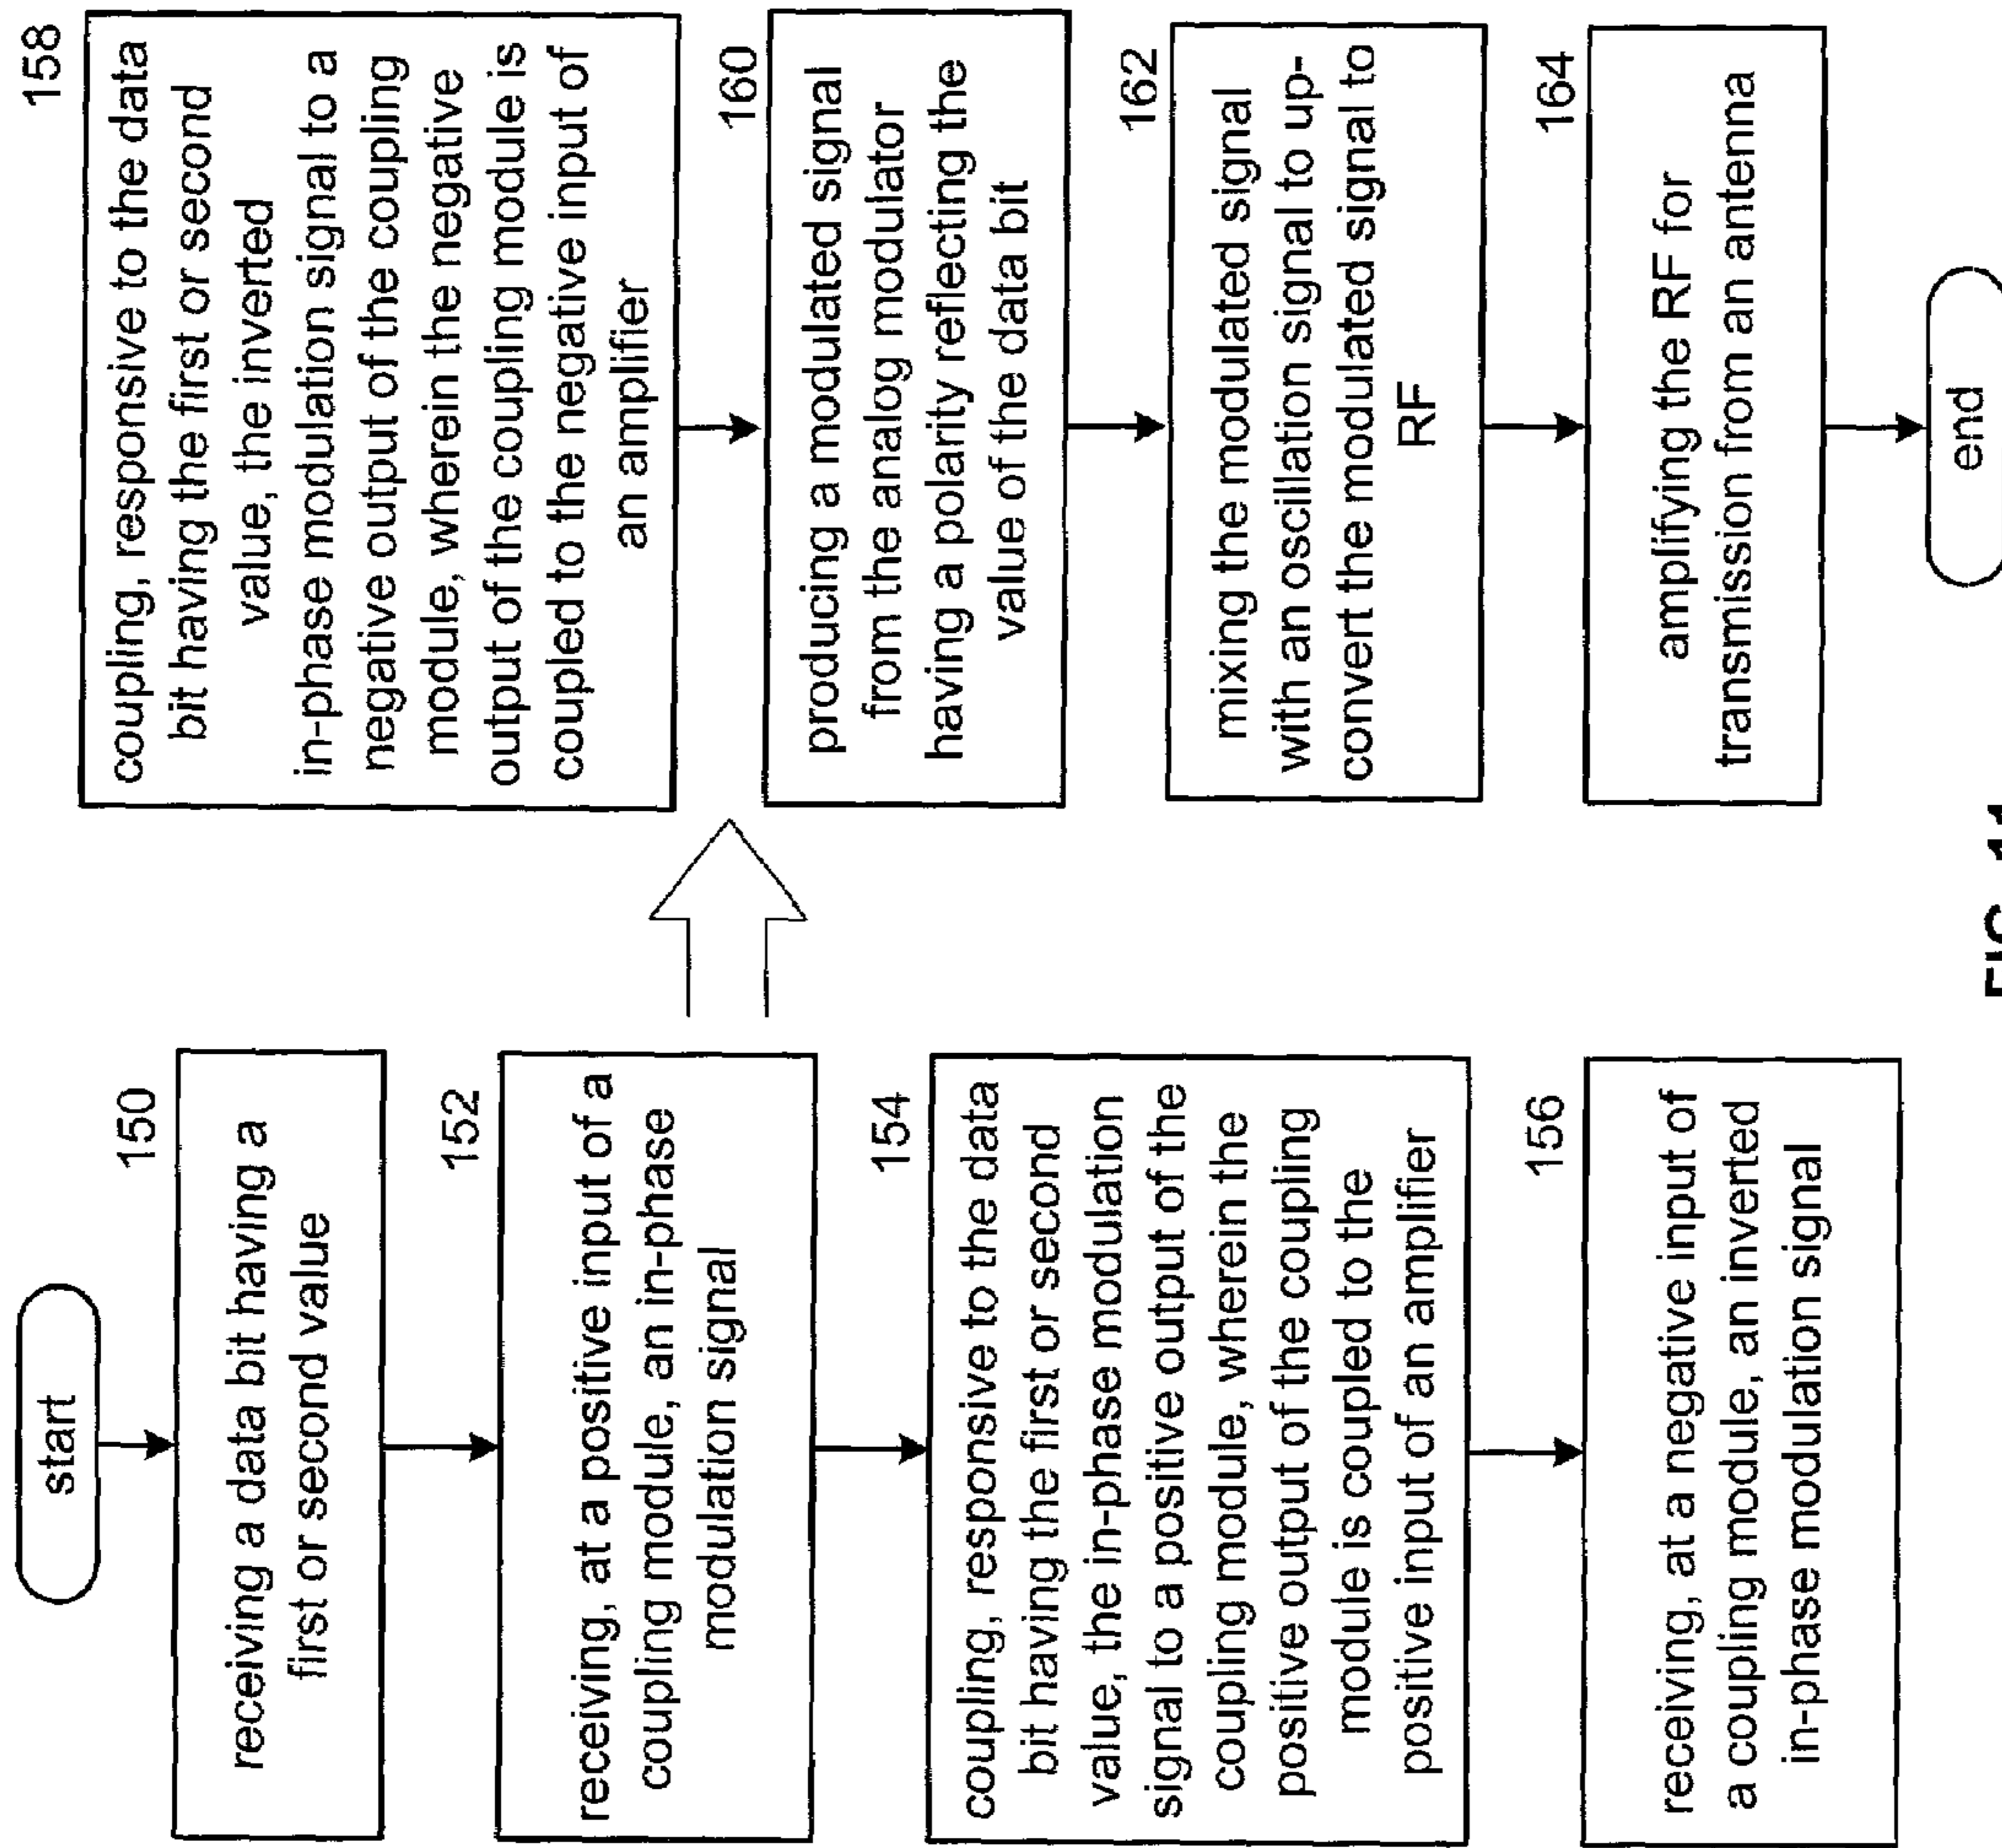 start
150
receiving a data bit having a
first or second value
152
receiving, at a positive input of a
coupling module, an in-phase
modulation signal
154
coupling, responsive to the data
bit having the first or second
value, the in-phase modulation
signal to a positive output of the
coupling module, wherein the
positive output of the coupling
module is coupled to the
positive input of an amplifier
156
receiving, at a negative input of
a coupling module, an inverted
in-phase modulation signal
158
coupling, responsive to the data
bit having the first or second
value, the inverted
in-phase modulation signal to a
negative output of the coupling
module, wherein the negative
output of the coupling module is
coupled to the negative input of
an amplifier
160
producing a modulated signal
from the analog modulator
having a polarity reflecting the
value of the data bit
162
mixing the modulated signal
with an oscillation signal to up-
convert the modulated signal to
RF
164
amplifying the RF for
transmission from an antenna
end